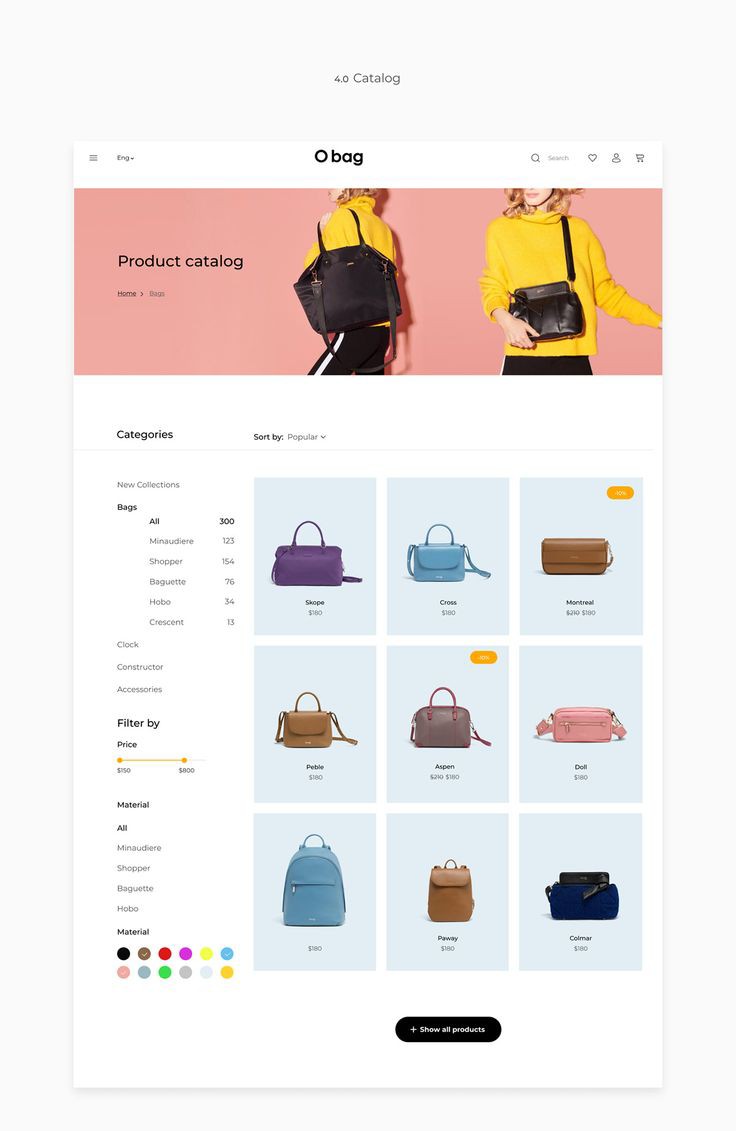 4.0 Catalog
Eng
O bag
Search
Product catalog
Home > Bags
Categories
Sort by: Popular
New Collections
Bags
All 300
Minaudiere 123
Shopper 154
Baguette 76
Hobo 34
Crescent 13
Clock
Constructor
Accessories
Filter by
Price
$150 $800
Material
All
Minaudiere
Shopper
Baguette
Hobo
Material
Skope
$180
Cross
$180
-10%
Montreal
$210 $180
Peble
$180
-10%
Aspen
$210 $180
Doll
$180
$180
Paway
$180
Colmar
$180
+ Show all products